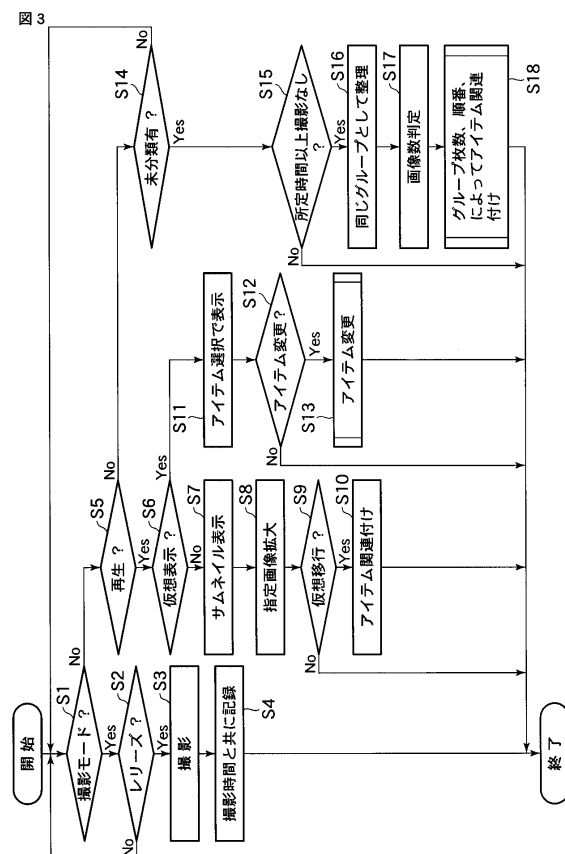 図3
開始
S1
撮影モード？
No
Yes
S2
レリーズ？
No
Yes
S3
撮影
S4
撮影時間と共に記録
S5
再生？
No
Yes
S6
仮想表示？
Yes
No
S7
サムネイル表示
S8
指定画像拡大
S9
仮想移行？
No
Yes
S10
アイテム関連付け
S11
アイテム選択で表示
S12
アイテム変更？
No
Yes
S13
アイテム変更
S14
未分類有？
No
Yes
S15
所定時間以上撮影なし
？
No
Yes
S16
同じグループとして整理
S17
画像数判定
S18
グループ枚数、順番、
によってアイテム関連
付け
終了